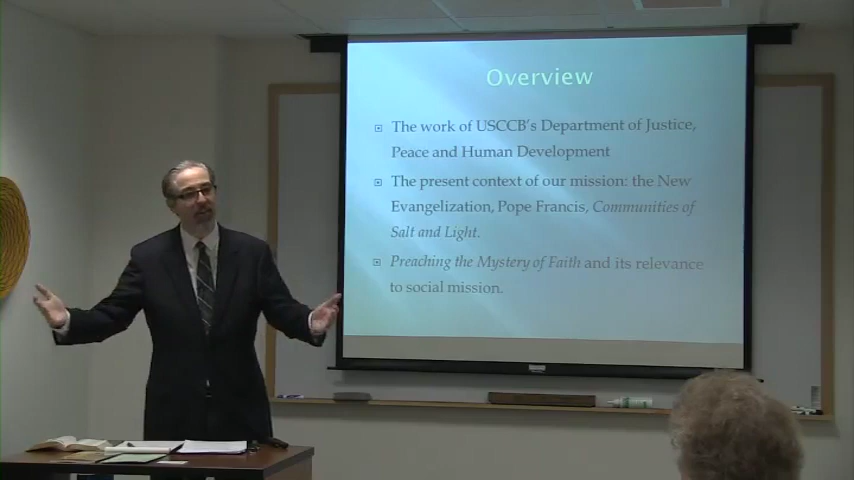 Overview
The work of USCCB's Department of Justice,
Peace and Human Development
The present context of our mission: the New
Evangelization, Pope Francis, Communities of
Salt and Light.
Preaching the Mystery of Faith and its relevance
to social mission.